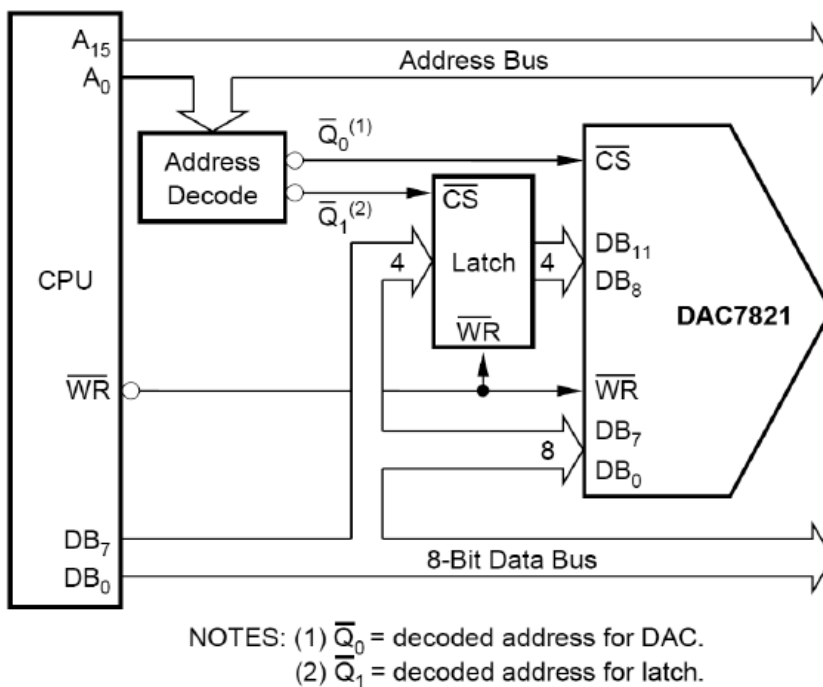 A15
Address Bus
A0
Q̅0(1)
Address
Decode
CS̅
Q̅1(2)
CS̅
DB11
4
Latch
4
DB8
CPU
DAC7821
WR̅
WR̅
WR̅
DB7
8
DB0
DB7
8-Bit Data Bus
DB0
NOTES: (1) Q̅0 = decoded address for DAC.
(2) Q̅1 = decoded address for latch.